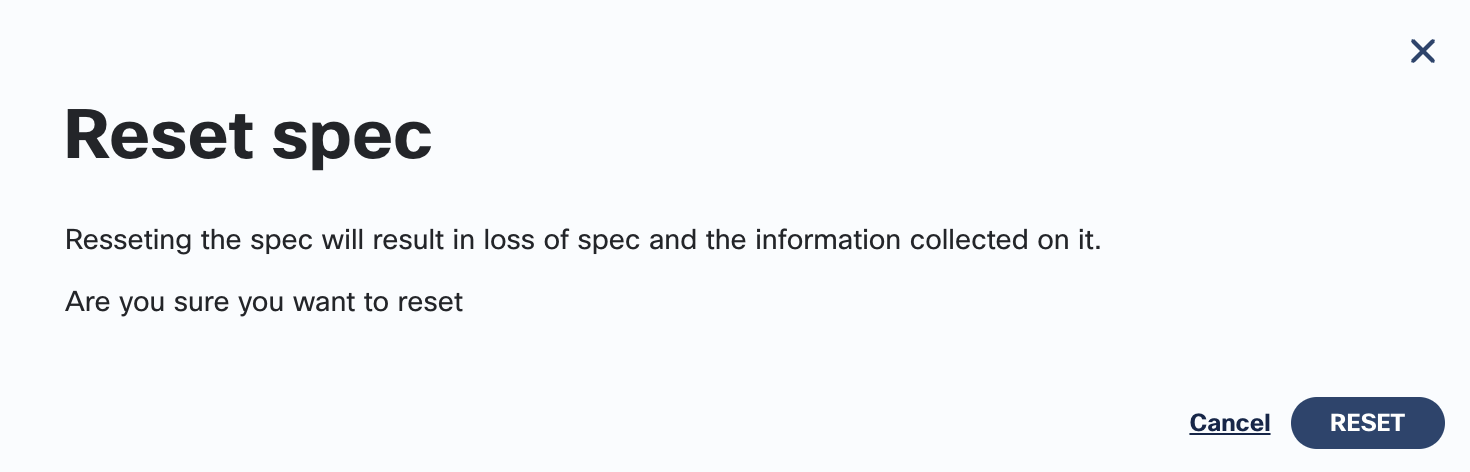 Reset spec
Resseting the spec will result in loss of spec and the information collected on it.
Are you sure you want to reset
Cancel RESET